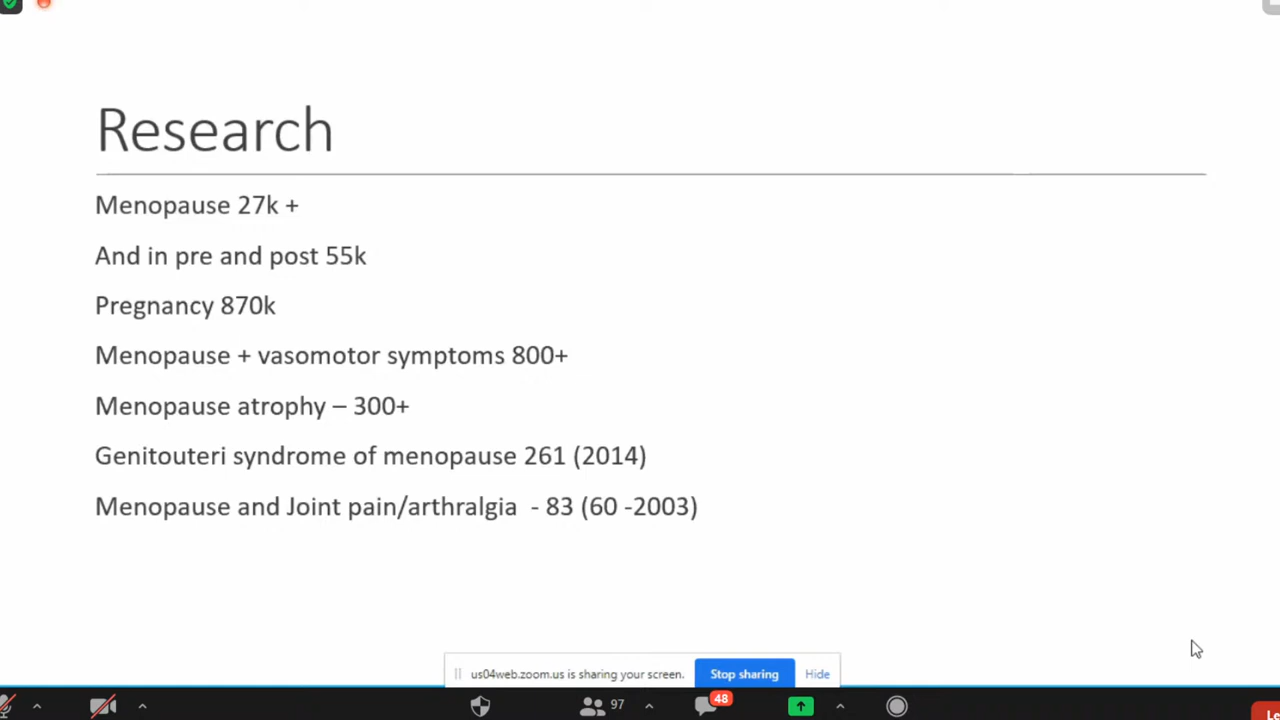 Research
Menopause 27k +
And in pre and post 55k
Pregnancy 870k
Menopause + vasomotor symptoms 800+
Menopause atrophy – 300+
Genitouteri syndrome of menopause 261 (2014)
Menopause and Joint pain/arthralgia  - 83 (60 -2003)
us04web.zoom.us is sharing your screen. Stop sharing Hide
97 48